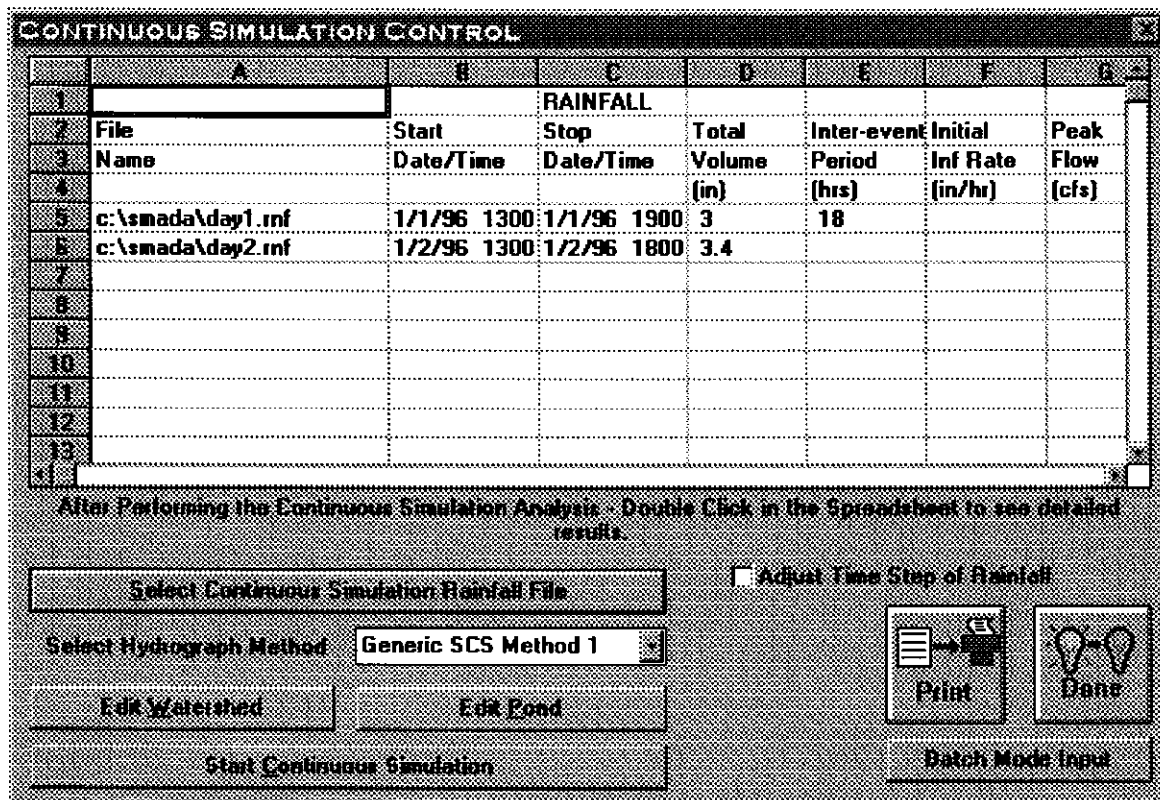 CONTINUOUS SIMULATION CONTROL
A B C D E F G
1 RAINFALL
2 File Start Stop Total Inter-event Initial Peak
3 Name Date/Time Date/Time Volume Period Inf Rate Flow
4 (in) (hrs) (in/hr) (cfs)
5 c:\smada\day1.rnf 1/1/96 1300 1/1/96 1900 3 18
6 c:\smada\day2.rnf 1/2/96 1300 1/2/96 1800 3.4
7
8
9
10
11
12
13
After Performing the Continuous Simulation Analysis - Double Click in the Spreadsheet to see detailed
results.
Select Continuous Simulation Rainfall File
Adjust Time Step of Rainfall
Select Hydrograph Method Generic SCS Method 1
Print Done
Edit Watershed Edit Pond
Start Continuous Simulation Batch Mode Input